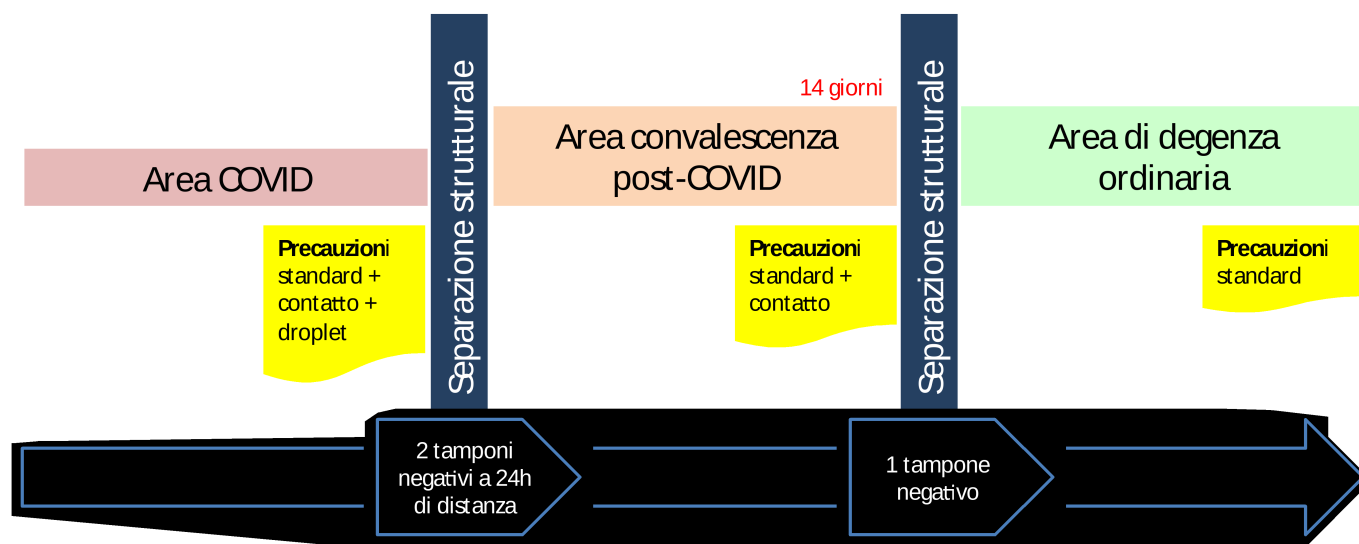 14 giorni
Area COVID
Separazione strutturale
Area convalescenza
post-COVID
Separazione strutturale
Area di degenza
ordinaria
Precauzioni
standard +
contatto +
droplet
Precauzioni
standard +
contatto
Precauzioni
standard
2 tamponi
negativi a 24h
di distanza
1 tampone
negativo